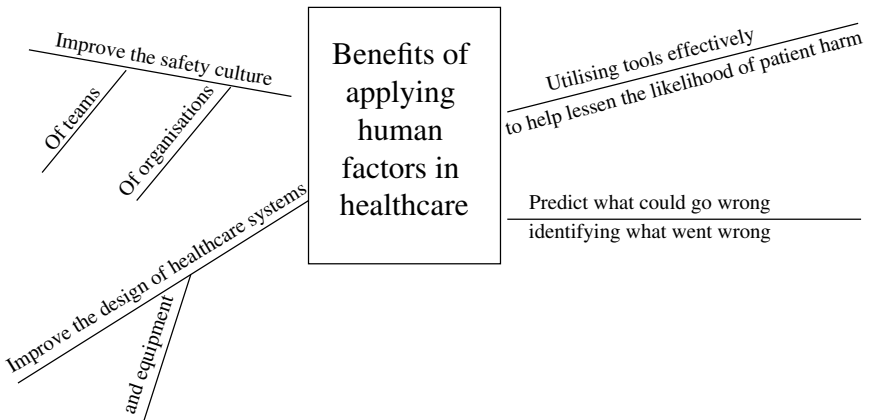 Benefits of
applying
human
factors in
healthcare
Improve the safety culture
Of teams
Of organisations
Improve the design of healthcare systems
and equipment
Utilising tools effectively
to help lessen the likelihood of patient harm
Predict what could go wrong
identifying what went wrong